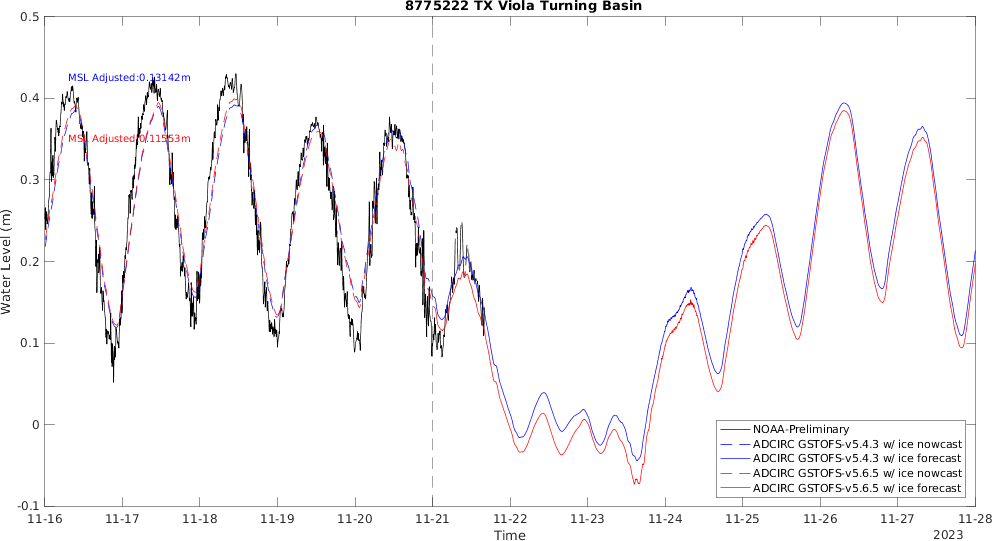 8775222 TX Viola Turning Basin
0.5
0.4
0.3
0.2
0.1
0
-0.1
Water Level (m)
MSL Adjusted:0.13142m
MSL Adjusted:0.11553m
NOAA-Preliminary
ADCIRC GSTOFS-v5.4.3 w/ ice nowcast
ADCIRC GSTOFS-v5.4.3 w/ ice forecast
ADCIRC GSTOFS-v5.6.5 w/ ice nowcast
ADCIRC GSTOFS-v5.6.5 w/ ice forecast
11-16 11-17 11-18 11-19 11-20 11-21 11-22 11-23 11-24 11-25 11-26 11-27 11-28
Time
2023